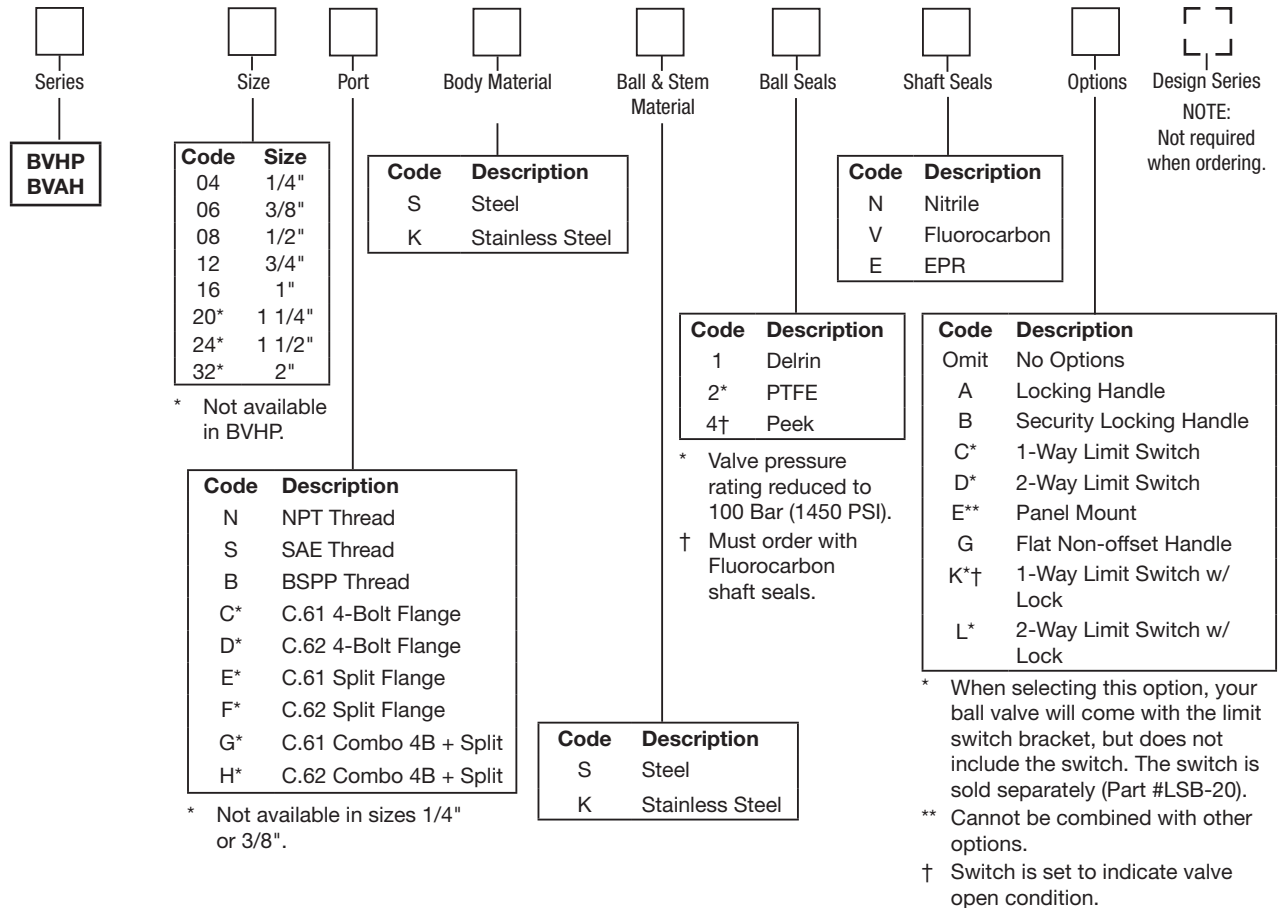 Series
Size
Port
Body Material
Ball & Stem
Material
Ball Seals
Shaft Seals
Options
Design Series
NOTE:
Not required
when ordering.
BVHP
BVAH
Code Size
04 1/4"
06 3/8"
08 1/2"
12 3/4"
16 1"
20* 1 1/4"
24* 1 1/2"
32* 2"
* Not available
in BVHP.
Code Description
S Steel
K Stainless Steel
Code Description
N Nitrile
V Fluorocarbon
E EPR
Code Description
1 Delrin
2* PTFE
4† Peek
* Valve pressure
rating reduced to
100 Bar (1450 PSI).
† Must order with
Fluorocarbon
shaft seals.
Code Description
Omit No Options
A Locking Handle
B Security Locking Handle
C* 1-Way Limit Switch
D* 2-Way Limit Switch
E** Panel Mount
G Flat Non-offset Handle
K*† 1-Way Limit Switch w/
Lock
L* 2-Way Limit Switch w/
Lock
* When selecting this option, your
ball valve will come with the limit
switch bracket, but does not
include the switch. The switch is
sold separately (Part #LSB-20).
** Cannot be combined with other
options.
† Switch is set to indicate valve
open condition.
Code Description
N NPT Thread
S SAE Thread
B BSPP Thread
C* C.61 4-Bolt Flange
D* C.62 4-Bolt Flange
E* C.61 Split Flange
F* C.62 Split Flange
G* C.61 Combo 4B + Split
H* C.62 Combo 4B + Split
* Not available in sizes 1/4"
or 3/8".
Code Description
S Steel
K Stainless Steel